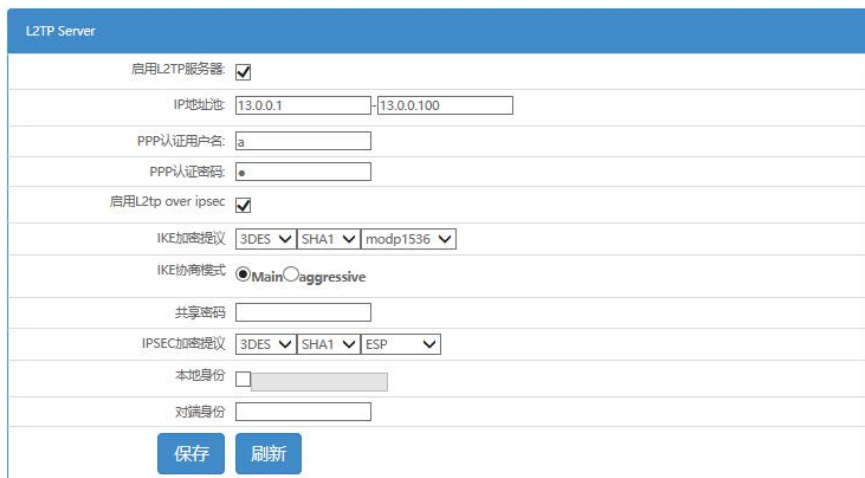 L2TP Server
启用L2TP服务器:
IP地址池: 13.0.0.1 - 13.0.0.100
PPP认证用户名: a
PPP认证密码: ●
启用L2tp over ipsec
IKE加密提议 3DES SHA1 modp1536
IKE协商模式 Main aggressive
共享密码
IPSEC加密提议 3DES SHA1 ESP
本地身份
对端身份
保存 刷新